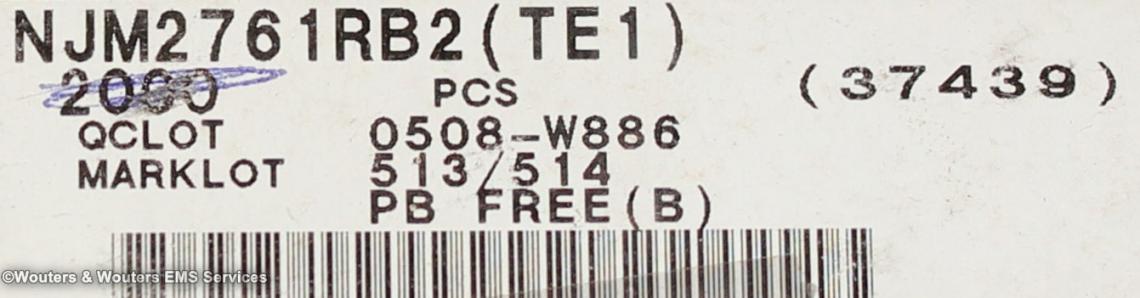 NJM2761RB2(TE1)
2000 PCS (37439)
QCLOT 0508-W886
MARKLOT 513/514
PB FREE(B)
©Wouters & Wouters EMS Services